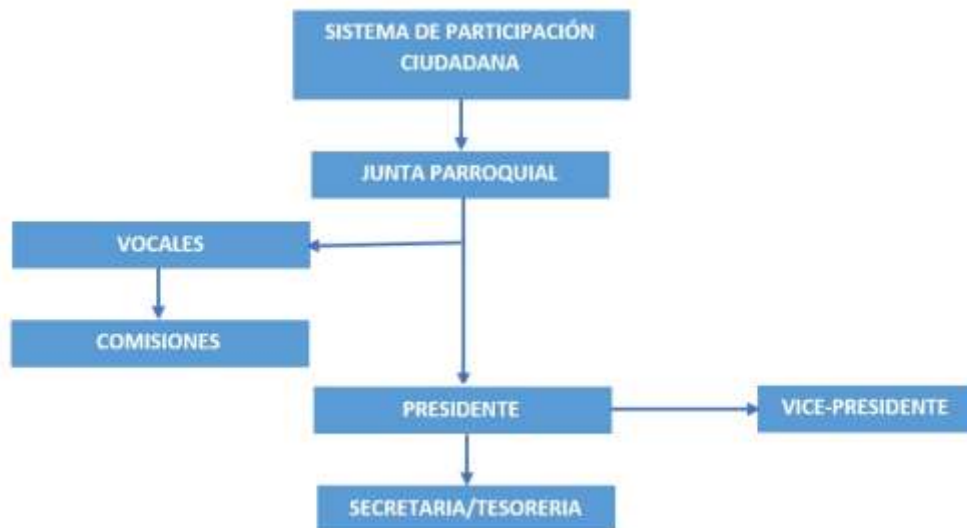 SISTEMA DE PARTICIPACIÓN
CIUDADANA
JUNTA PARROQUIAL
VOCALES
COMISIONES
PRESIDENTE
VICE-PRESIDENTE
SECRETARIA/TESORERIA